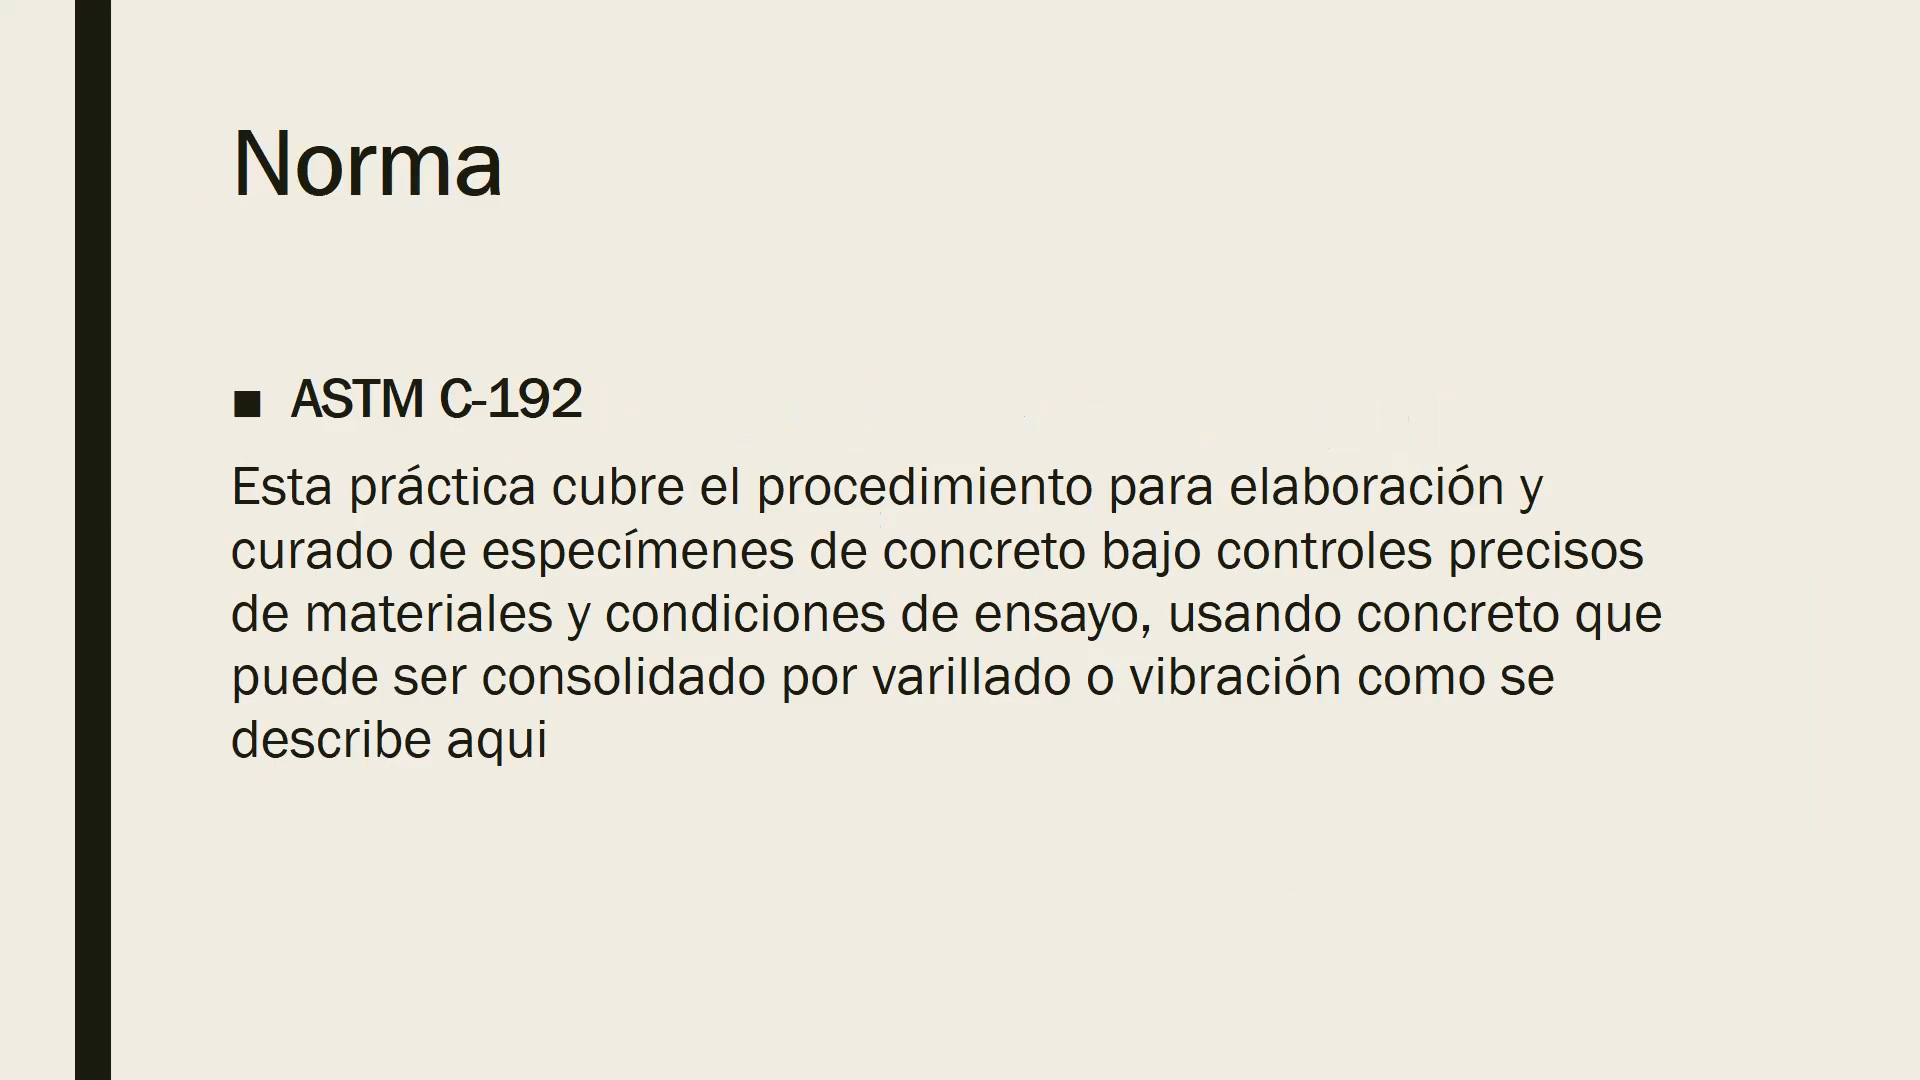 Norma
■ ASTM C-192
Esta práctica cubre el procedimiento para elaboración y
curado de especímenes de concreto bajo controles precisos
de materiales y condiciones de ensayo, usando concreto que
puede ser consolidado por varillado o vibración como se
describe aqui